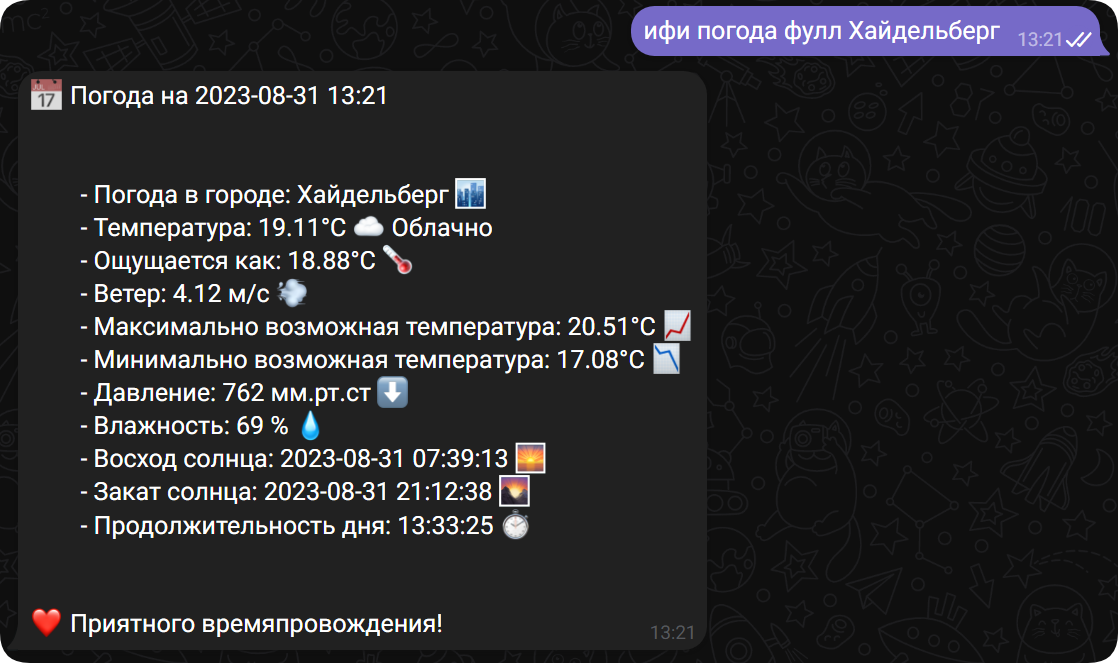 ифи погода фулл Хайдельберг 13:21
Погода на 2023-08-31 13:21
- Погода в городе: Хайдельберг
- Температура: 19.11°C ☁️ Облачно
- Ощущается как: 18.88°C 🌡️
- Ветер: 4.12 м/с 💨
- Максимально возможная температура: 20.51°C 📈
- Минимально возможная температура: 17.08°C 📉
- Давление: 762 мм.рт.ст ⬇️
- Влажность: 69 % 💧
- Восход солнца: 2023-08-31 07:39:13 🌅
- Закат солнца: 2023-08-31 21:12:38 🌄
- Продолжительность дня: 13:33:25 ⏱️
❤️ Приятного времяпровождения!
13:21